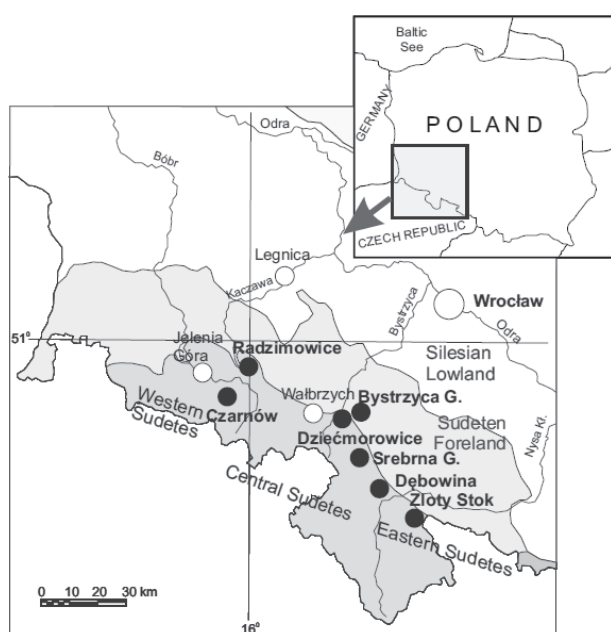 Baltic
See
GERMANY
POLAND
CZECH REPUBLIC
Odra
Bóbr
Legnica
Kaczawa
Bystrzyca
Wrocław
Odra
51°
Jelenia
Góra
Radzimowice
Silesian
Lowland
Wałbrzych
Bystrzyca G.
Western
Sudetes
Czarnów
Dziećmorowice
Sudeten
Foreland
Nysa Kł.
Srebrna G.
Central Sudetes
Dębowina
Zloty Stok
Eastern Sudetes
0 10 20 30 km
16°